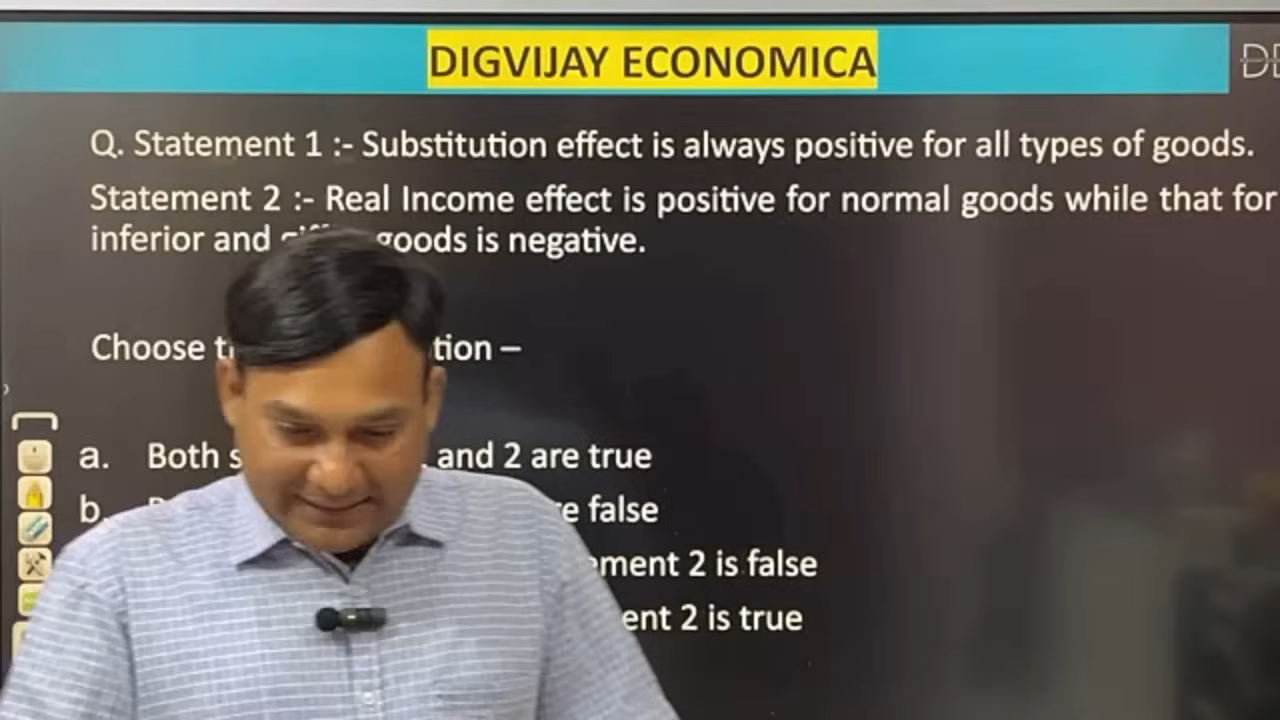 DIGVIJAY ECONOMICA
Q. Statement 1 :- Substitution effect is always positive for all types of goods.
Statement 2 :- Real Income effect is positive for normal goods while that for
inferior and goods is negative.
Choose tion –
a. Both and 2 are true
b. false
2 is false
2 is true